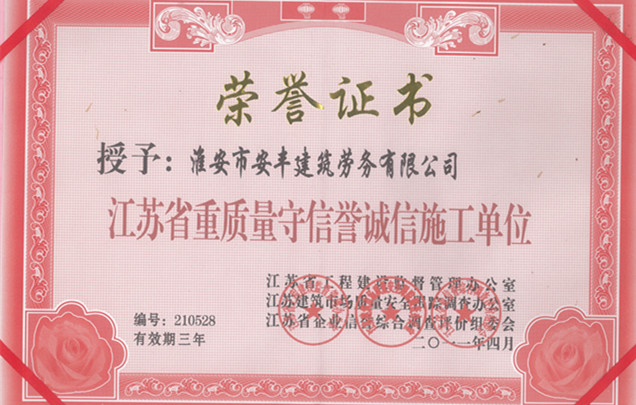 荣誉证书
授予：淮安市安丰建筑劳务有限公司
江苏省重质量守信誉诚信施工单位
江苏省工程建设监督管理办公室
江苏建筑市场质量安全追踪调查办公室
江苏省企业信誉综合调查评价组委会
二〇一一年四月
编号：210528
有效期三年